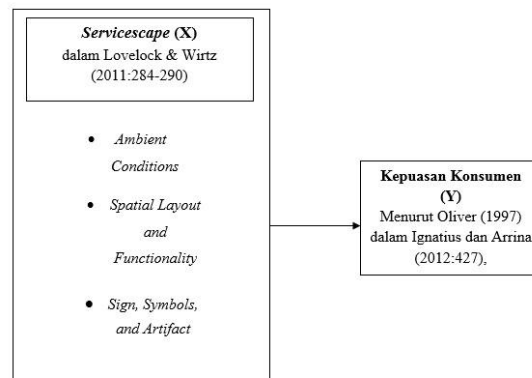 Servicescape (X)
dalam Lovelock & Wirtz
(2011:284-290)
• Ambient
Conditions
• Spatial Layout
and
Functionality
• Sign, Symbols,
and Artifact
Kepuasan Konsumen
(Y)
Menurut Oliver (1997)
dalam Ignatius dan Arrina
(2012:427),